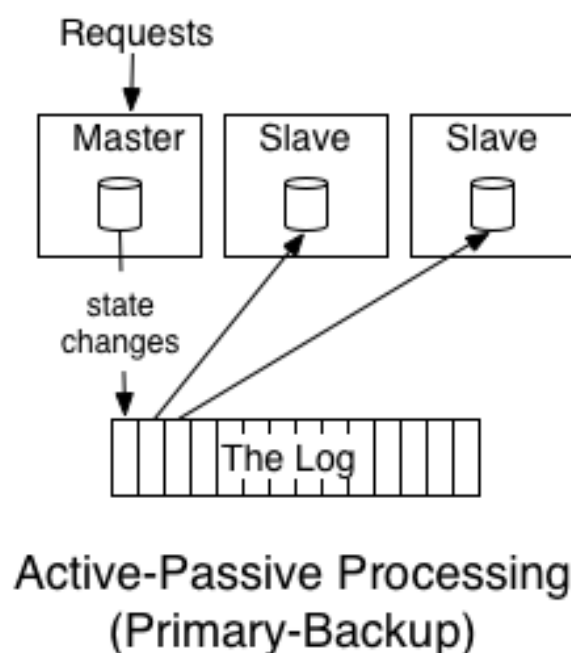 Requests
Master
Slave
Slave
state
changes
The Log
Active-Passive Processing
(Primary-Backup)